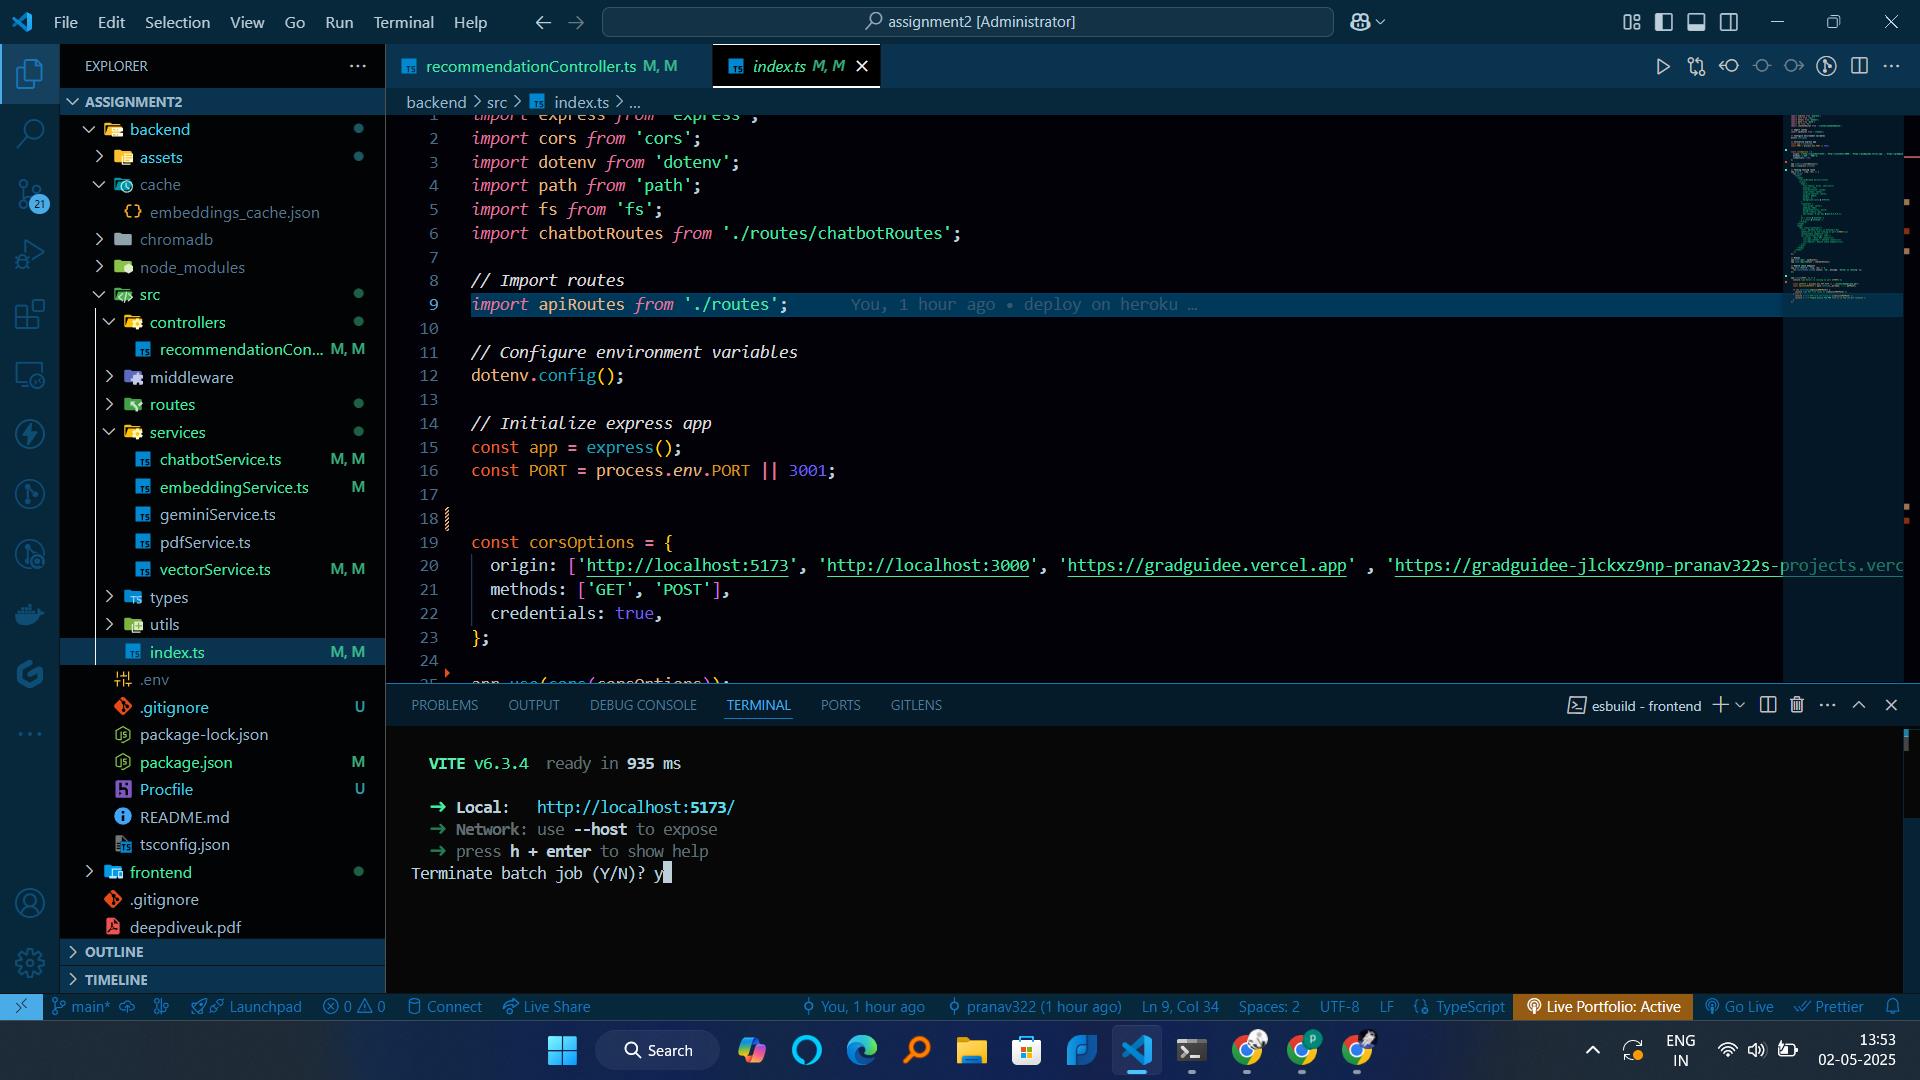 File Edit Selection View Go Run Terminal Help
assignment2 [Administrator]
EXPLORER
ASSIGNMENT2
backend
assets
cache
embeddings_cache.json
chromadb
node_modules
src
controllers
recommendationCon... M, M
middleware
routes
services
chatbotService.ts M, M
embeddingService.ts M
geminiService.ts
pdfService.ts
vectorService.ts M, M
types
utils
index.ts M, M
.env
.gitignore U
package-lock.json
package.json M
Procfile U
README.md
tsconfig.json
frontend
.gitignore
deepdiveuk.pdf
OUTLINE
TIMELINE
21
recommendationController.ts M, M
index.ts M, M
backend > src > index.ts > ...
1 import express from 'express';
2 import cors from 'cors';
3 import dotenv from 'dotenv';
4 import path from 'path';
5 import fs from 'fs';
6 import chatbotRoutes from './routes/chatbotRoutes';
7
8 // Import routes
9 import apiRoutes from './routes'; You, 1 hour ago • deploy on heroku …
10
11 // Configure environment variables
12 dotenv.config();
13
14 // Initialize express app
15 const app = express();
16 const PORT = process.env.PORT || 3001;
17
18
19 const corsOptions = {
20 origin: ['http://localhost:5173', 'http://localhost:3000', 'https://gradguidee.vercel.app' , 'https://gradguidee-jlckxz9np-pranav322s-projects.verc
21 methods: ['GET', 'POST'],
22 credentials: true,
23 };
24
25 app.use(cors(corsOptions));
PROBLEMS OUTPUT DEBUG CONSOLE TERMINAL PORTS GITLENS
esbuild - frontend
VITE v6.3.4 ready in 935 ms
➜ Local: http://localhost:5173/
➜ Network: use --host to expose
➜ press h + enter to show help
Terminate batch job (Y/N)? y
main* Launchpad 0 0 Connect Live Share You, 1 hour ago pranav322 (1 hour ago) Ln 9, Col 34 Spaces: 2 UTF-8 LF {} TypeScript Live Portfolio: Active Go Live Prettier
Search
ENG
IN
13:53
02-05-2025